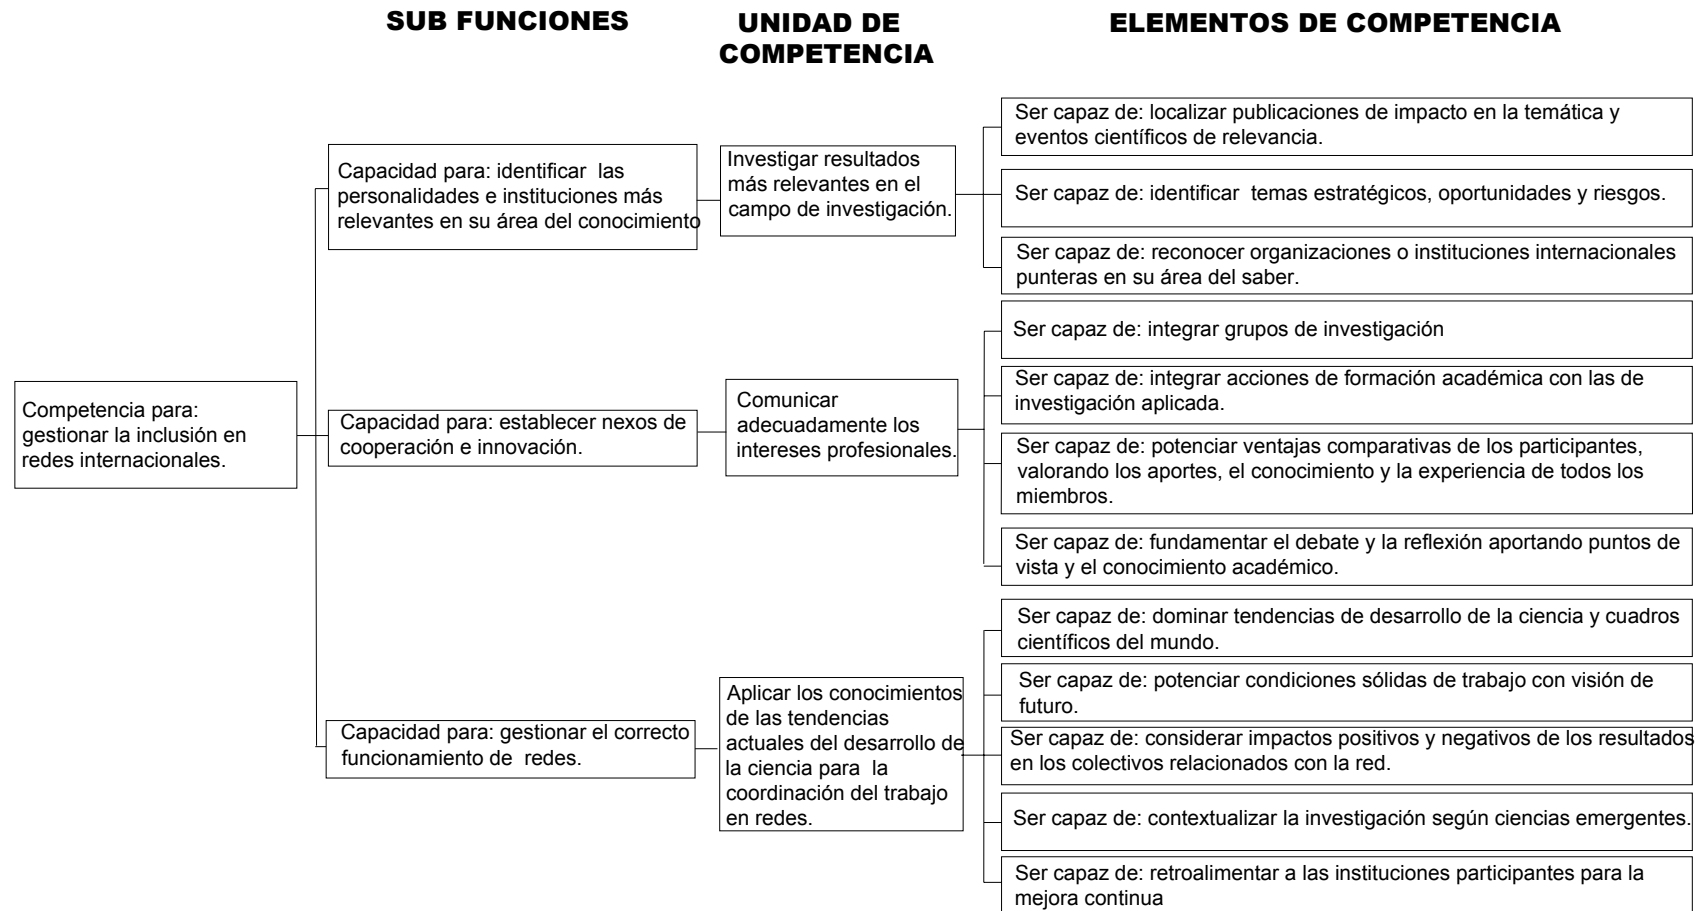 SUB FUNCIONES
UNIDAD DE
COMPETENCIA
ELEMENTOS DE COMPETENCIA
Competencia para:
gestionar la inclusión en
redes internacionales.
Capacidad para: identificar las
personalidades e instituciones más
relevantes en su área del conocimiento
Investigar resultados
más relevantes en el
campo de investigación.
Ser capaz de: localizar publicaciones de impacto en la temática y
eventos científicos de relevancia.
Ser capaz de: identificar temas estratégicos, oportunidades y riesgos.
Ser capaz de: reconocer organizaciones o instituciones internacionales
punteras en su área del saber.
Capacidad para: establecer nexos de
cooperación e innovación.
Comunicar
adecuadamente los
intereses profesionales.
Ser capaz de: integrar grupos de investigación
Ser capaz de: integrar acciones de formación académica con las de
investigación aplicada.
Ser capaz de: potenciar ventajas comparativas de los participantes,
valorando los aportes, el conocimiento y la experiencia de todos los
miembros.
Ser capaz de: fundamentar el debate y la reflexión aportando puntos de
vista y el conocimiento académico.
Capacidad para: gestionar el correcto
funcionamiento de redes.
Aplicar los conocimientos
de las tendencias
actuales del desarrollo de
la ciencia para la
coordinación del trabajo
en redes.
Ser capaz de: dominar tendencias de desarrollo de la ciencia y cuadros
científicos del mundo.
Ser capaz de: potenciar condiciones sólidas de trabajo con visión de
futuro.
Ser capaz de: considerar impactos positivos y negativos de los resultados
en los colectivos relacionados con la red.
Ser capaz de: contextualizar la investigación según ciencias emergentes.
Ser capaz de: retroalimentar a las instituciones participantes para la
mejora continua